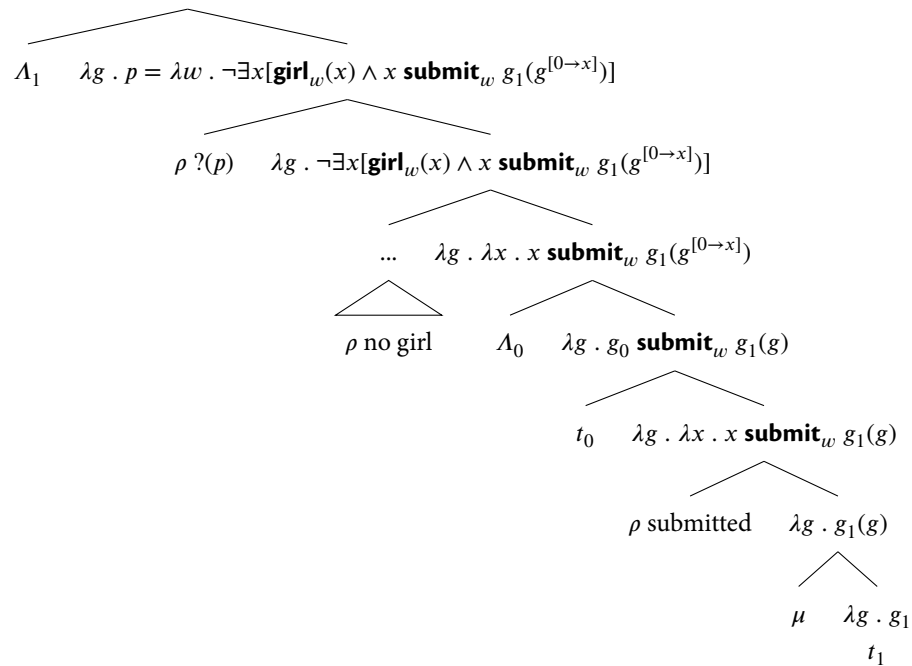 Λ₁ λg . p = λw . ¬∃x[girl_w(x) ∧ x submit_w g₁(g^[0→x])]
ρ ?(p) λg . ¬∃x[girl_w(x) ∧ x submit_w g₁(g^[0→x])]
... λg . λx . x submit_w g₁(g^[0→x])
ρ no girl Λ₀ λg . g₀ submit_w g₁(g)
t₀ λg . λx . x submit_w g₁(g)
ρ submitted λg . g₁(g)
μ λg . g₁
t₁